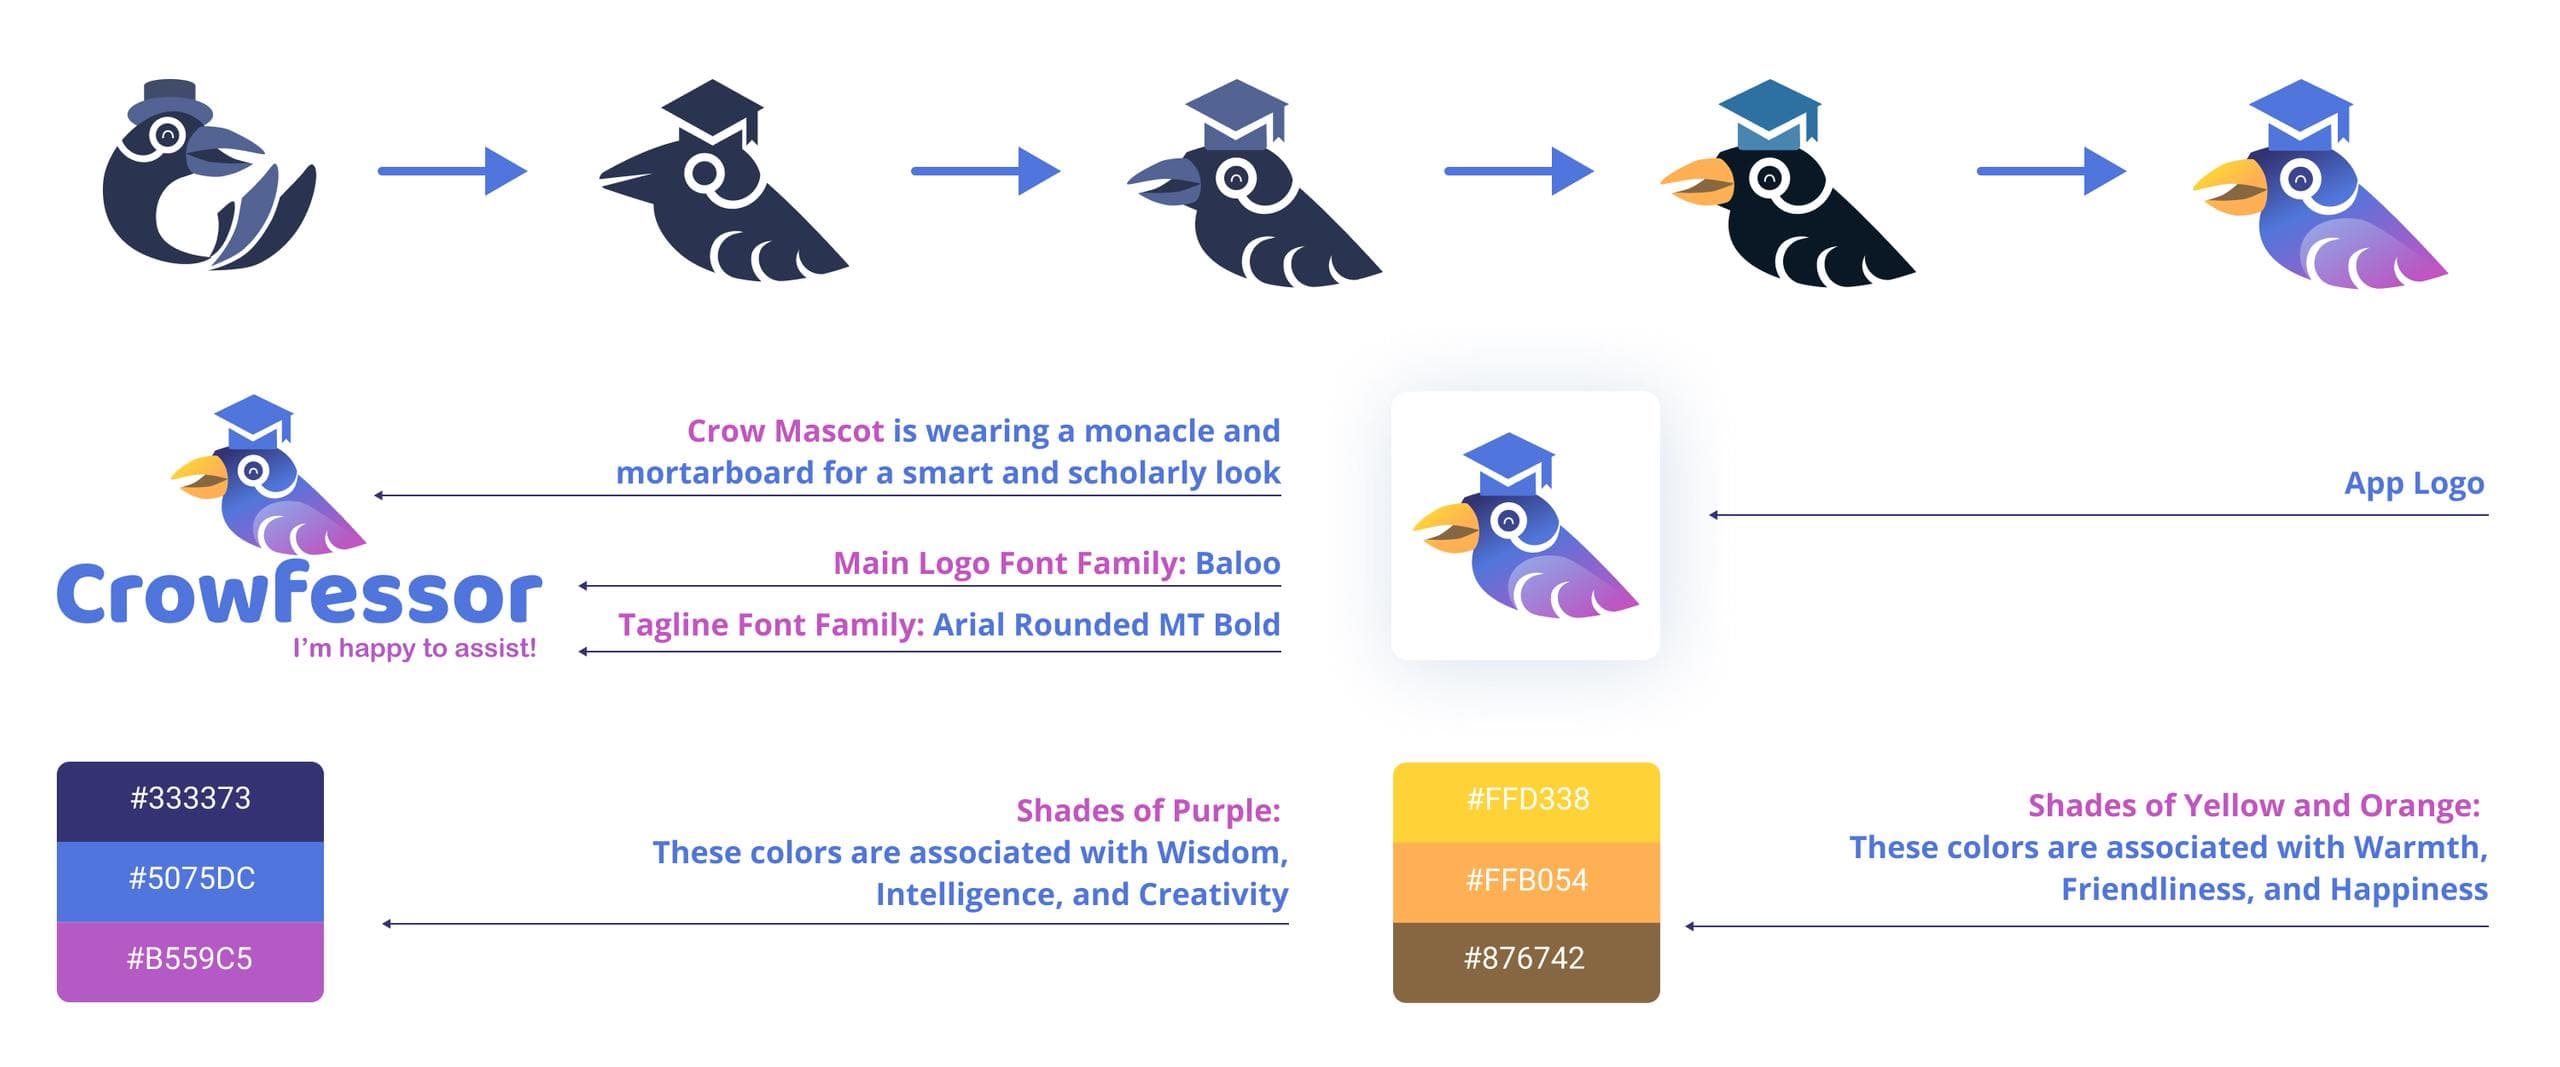 Crow Mascot is wearing a monacle and
mortarboard for a smart and scholarly look
App Logo
Main Logo Font Family: Baloo
Crowfessor
Tagline Font Family: Arial Rounded MT Bold
I’m happy to assist!
#333373
#5075DC
#B559C5
Shades of Purple:
These colors are associated with Wisdom,
Intelligence, and Creativity
#FFD338
#FFB054
#876742
Shades of Yellow and Orange:
These colors are associated with Warmth,
Friendliness, and Happiness